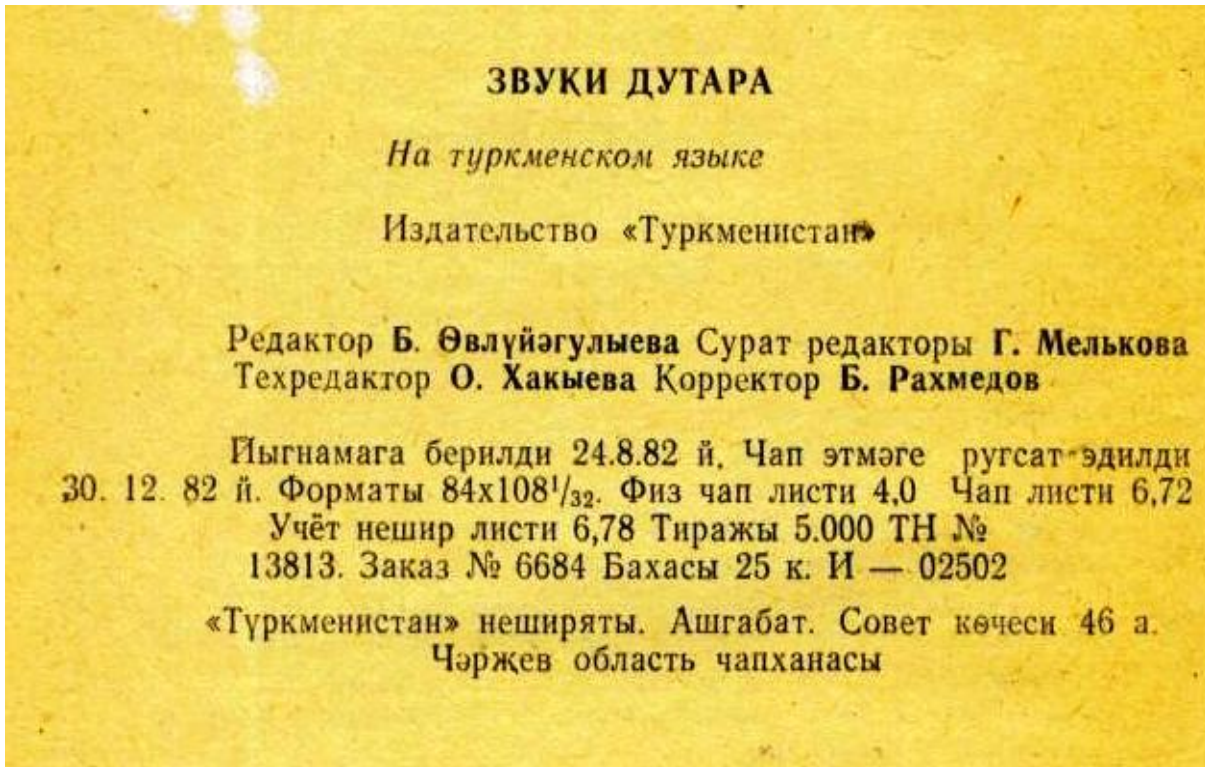 ЗВУКИ ДУТАРА
На туркменском языке
Издательство «Туркменистан»
Редактор Б. Өвлүйәгулыева Сурат редакторы Г. Мелькова
Техредактор О. Хакыева Корректор Б. Рахмедов
Йыгнамага берилди 24.8.82 й. Чап этмәге ругсат эдилди
30. 12. 82 й. Форматы 84х108¹/₃₂. Физ чап листи 4,0 Чап листи 6,72
Учёт нешир листи 6,78 Тиражы 5.000 ТН №
13813. Заказ № 6684 Бахасы 25 к. И — 02502
«Түркменистан» неширяты. Ашгабат. Совет көчеси 46 а.
Чәрҗев область чапханасы